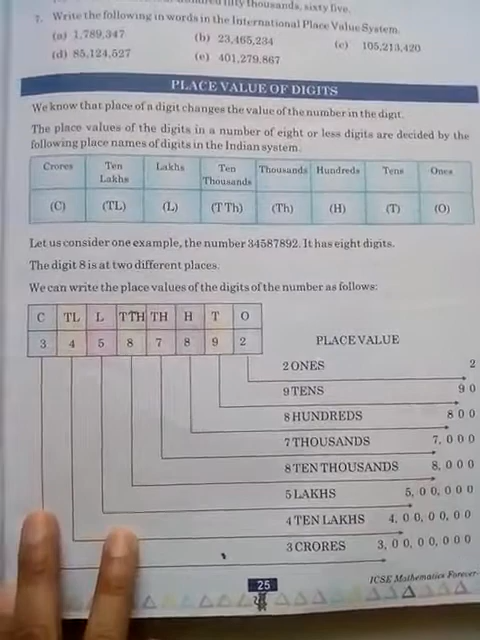 thousands, sixty five.
7. Write the following in words in the International Place Value System.
(a) 1,789,347 (b) 23,465,234 (c) 105,213,420
(d) 85,124,527 (e) 401,279,867
PLACE VALUE OF DIGITS
We know that place of a digit changes the value of the number in the digit.
The place values of the digits in a number of eight or less digits are decided by the
following place names of digits in the Indian system.
Crores Ten Lakhs Lakhs Ten Thousands Thousands Hundreds Tens Ones
(C) (TL) (L) (T Th) (Th) (H) (T) (O)
Let us consider one example, the number 34587892. It has eight digits.
The digit 8 is at two different places.
We can write the place values of the digits of the number as follows:
C TL L TTH TH H T O
3 4 5 8 7 8 9 2 PLACE VALUE
2 ONES 2
9 TENS 9 0
8 HUNDREDS 8 0 0
7 THOUSANDS 7, 0 0 0
8 TEN THOUSANDS 8, 0 0 0
5 LAKHS 5, 0 0, 0 0 0
4 TEN LAKHS 4, 0 0, 0 0, 0 0
3 CRORES 3, 0 0, 0 0, 0 0 0
25
ICSE Mathematics Forever